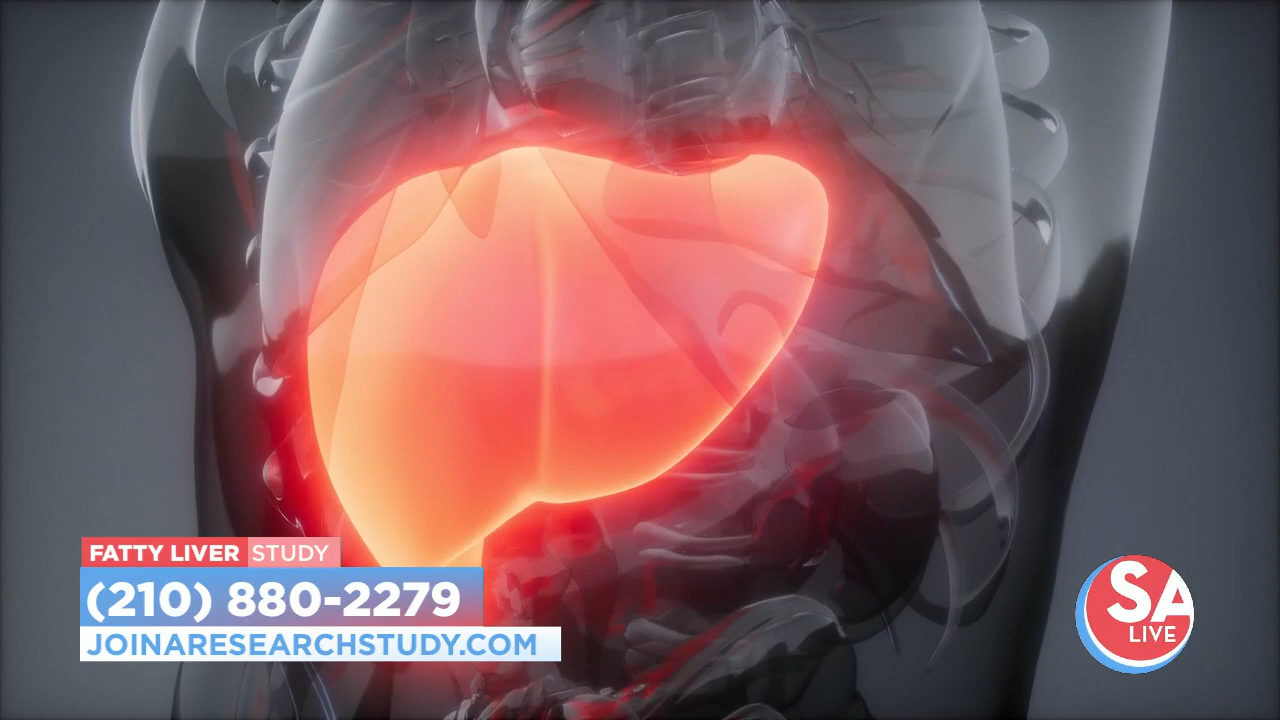 FATTY LIVER STUDY
(210) 880-2279
JOINARESEARCHSTUDY.COM
SA
LIVE